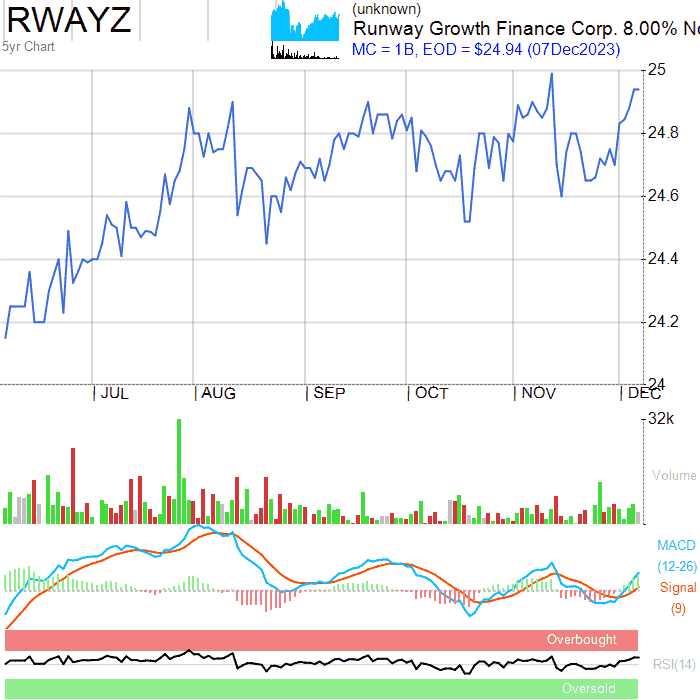 RWAYZ
(unknown)
Runway Growth Finance Corp. 8.00% No
5yr Chart
MC = 1B, EOD = $24.94 (07Dec2023)
25
24.8
24.6
24.4
24.2
24
JUL AUG SEP OCT NOV DEC
32k
Volume
MACD
(12-26)
Signal
(9)
Overbought
RSI(14)
Oversold